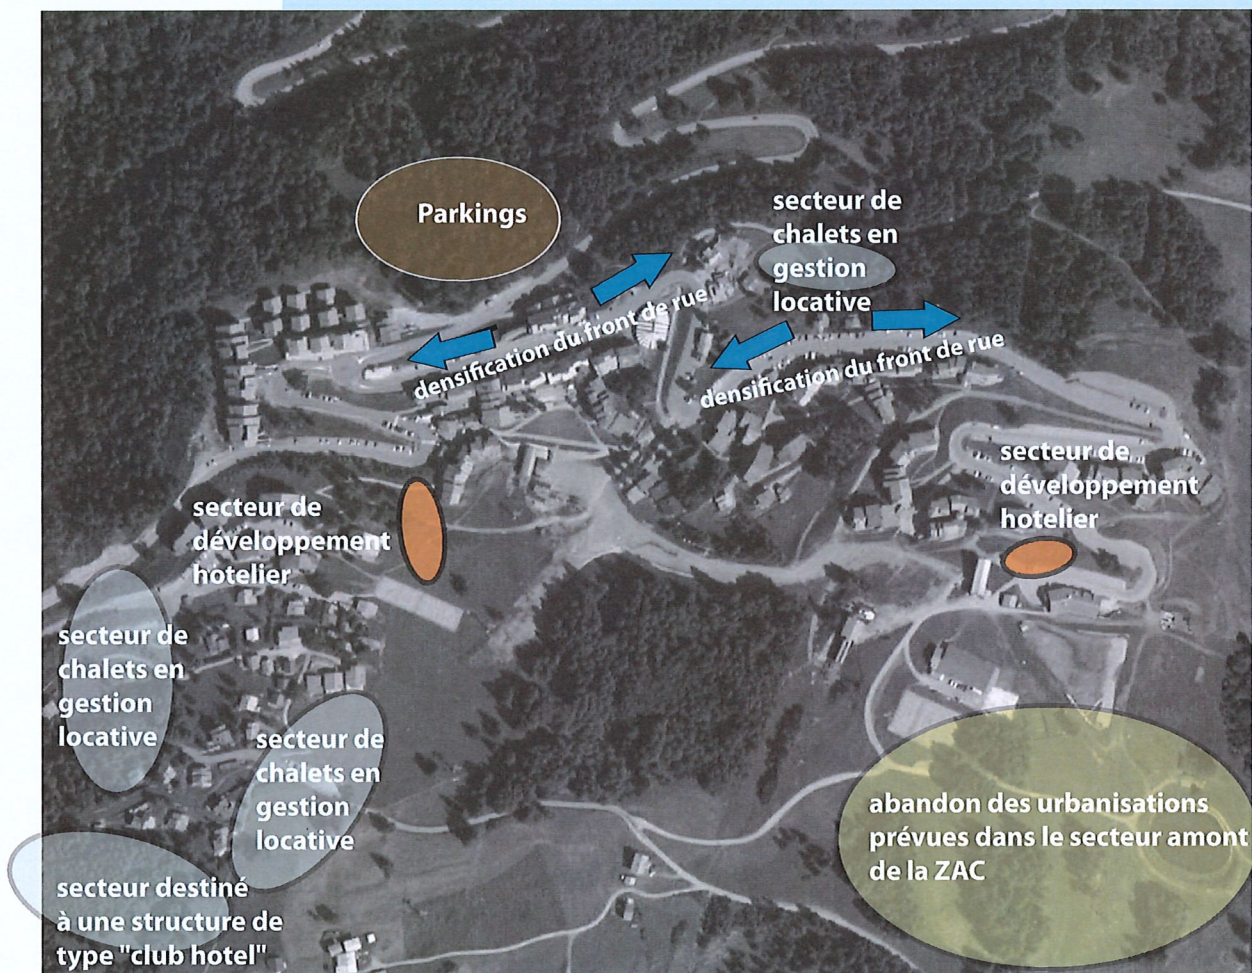 Parkings
secteur de
chalets en
gestion
locative
densification du front de rue
densification du front de rue
secteur de
développement
hotelier
secteur de
développement
hotelier
secteur de
chalets en
gestion
locative
secteur de
chalets en
gestion
locative
abandon des urbanisations
prévues dans le secteur amont
de la ZAC
secteur destiné
à une structure de
type "club hotel"